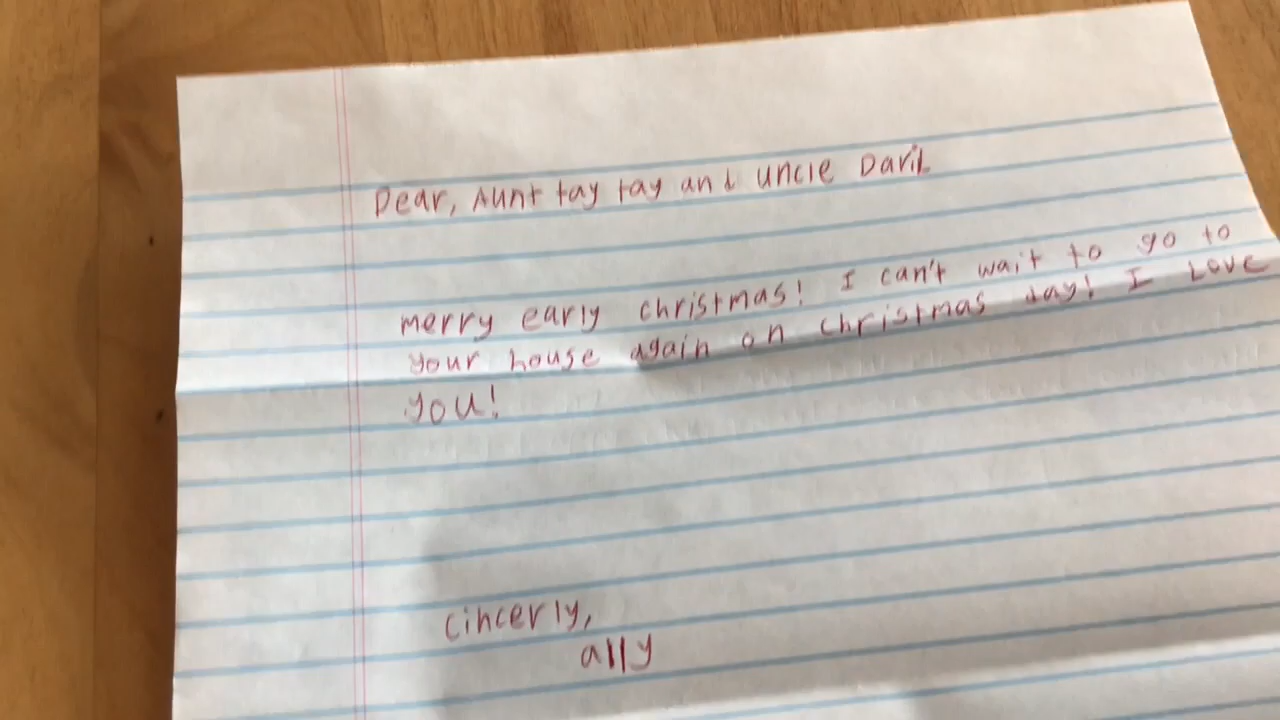 Dear, Aunt tay tay and uncle Daril
merry early christmas! I can't wait to go to
your house again on christmas day! I Love
you!
cincerly,
ally